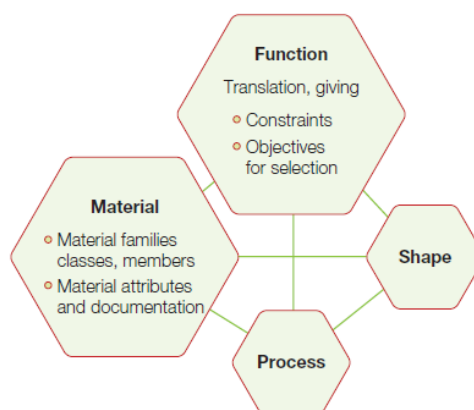 Function
Translation, giving
Constraints
Objectives
for selection
Material
Material families
classes, members
Material attributes
and documentation
Shape
Process